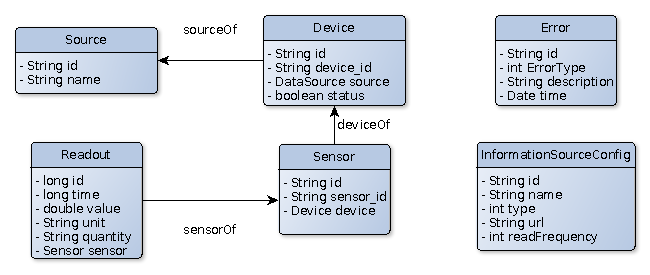 sourceOf
Source
- String id
- String name
Device
- String id
- String device_id
- DataSource source
- boolean status
Error
- String id
- int ErrorType
- String description
- Date time
deviceOf
Readout
- long id
- long time
- double value
- String unit
- String quantity
- Sensor sensor
sensorOf
Sensor
- String id
- String sensor_id
- Device device
InformationSourceConfig
- String id
- String name
- int type
- String url
- int readFrequency